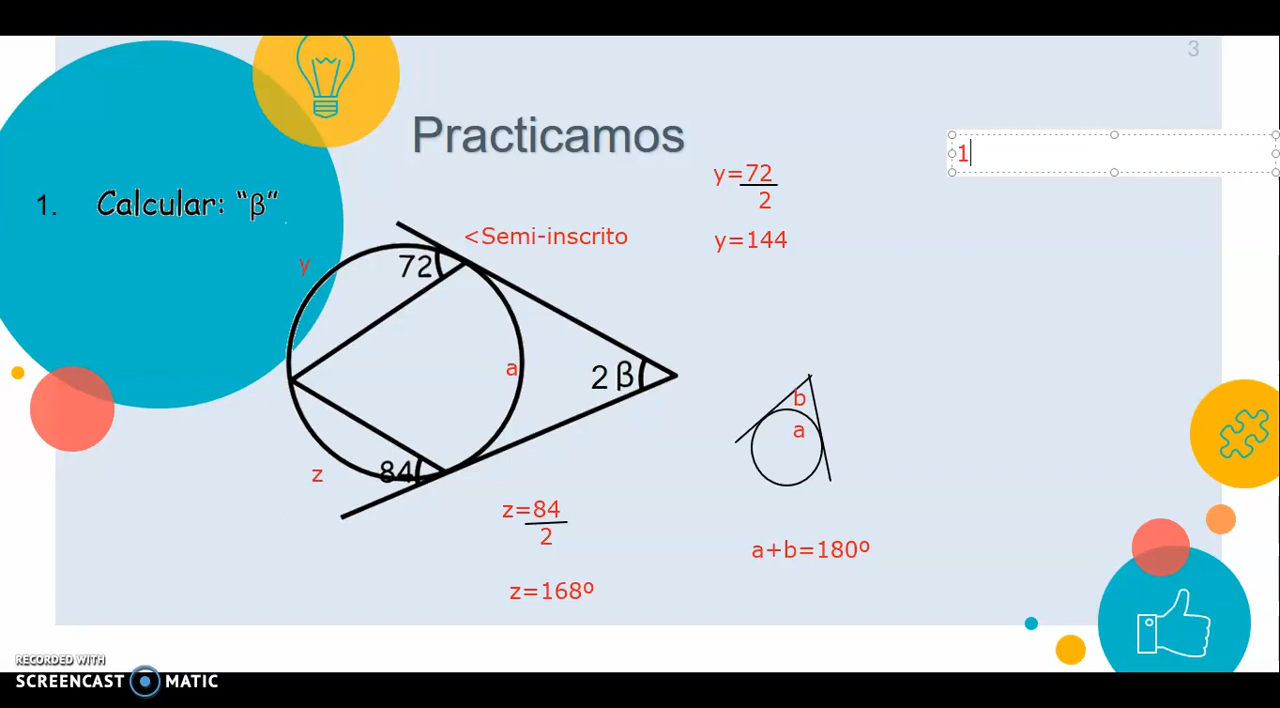 3
Practicamos
1
1. Calcular: “β”
y=72
2
y=144
<Semi-inscrito
y
72
a
2 β
b
a
84
z
z=84
2
z=168º
a+b=180º
RECORDED WITH
SCREENCAST MATIC